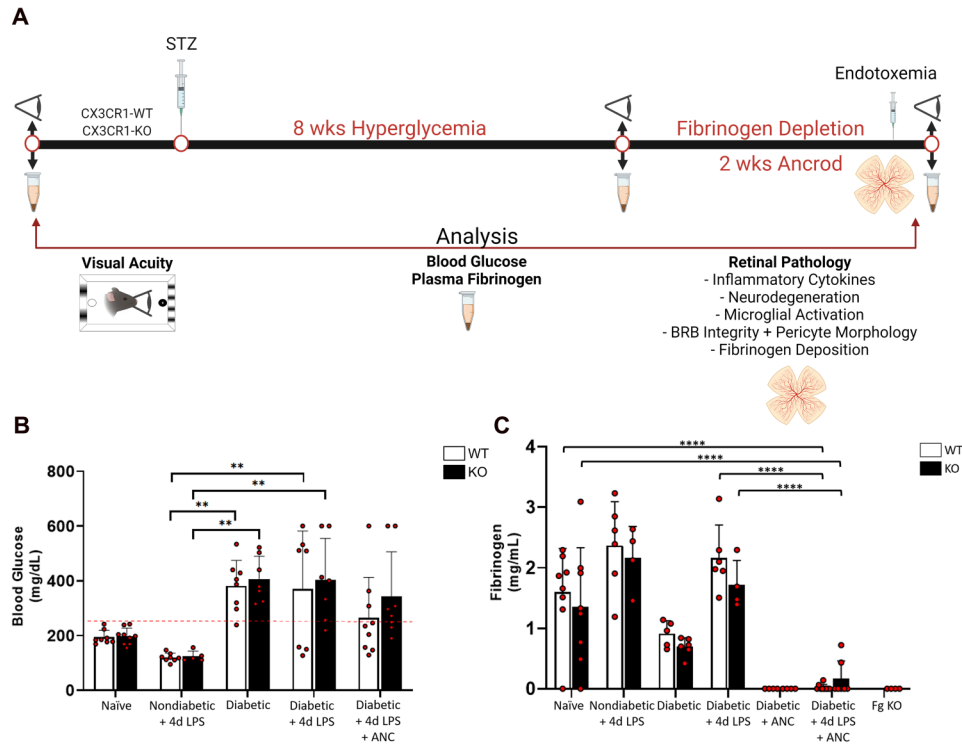 A
STZ
Endotoxemia
CX3CR1-WT
CX3CR1-KO
8 wks Hyperglycemia
Fibrinogen Depletion
2 wks Ancrod
Analysis
Visual Acuity
Blood Glucose
Plasma Fibrinogen
Retinal Pathology
- Inflammatory Cytokines
- Neurodegeneration
- Microglial Activation
- BRB Integrity + Pericyte Morphology
- Fibrinogen Deposition
B
WT
KO
Blood Glucose
(mg/dL)
800
600
400
200
0
**
**
**
**
Naïve
Nondiabetic
+ 4d LPS
Diabetic
Diabetic
+ 4d LPS
Diabetic
+ 4d LPS
+ ANC
C
WT
KO
Fibrinogen
(mg/mL)
4
3
2
1
0
****
****
****
****
Naïve
Nondiabetic
+ 4d LPS
Diabetic
Diabetic
+ 4d LPS
Diabetic
+ ANC
Diabetic
+ 4d LPS
+ ANC
Fg KO